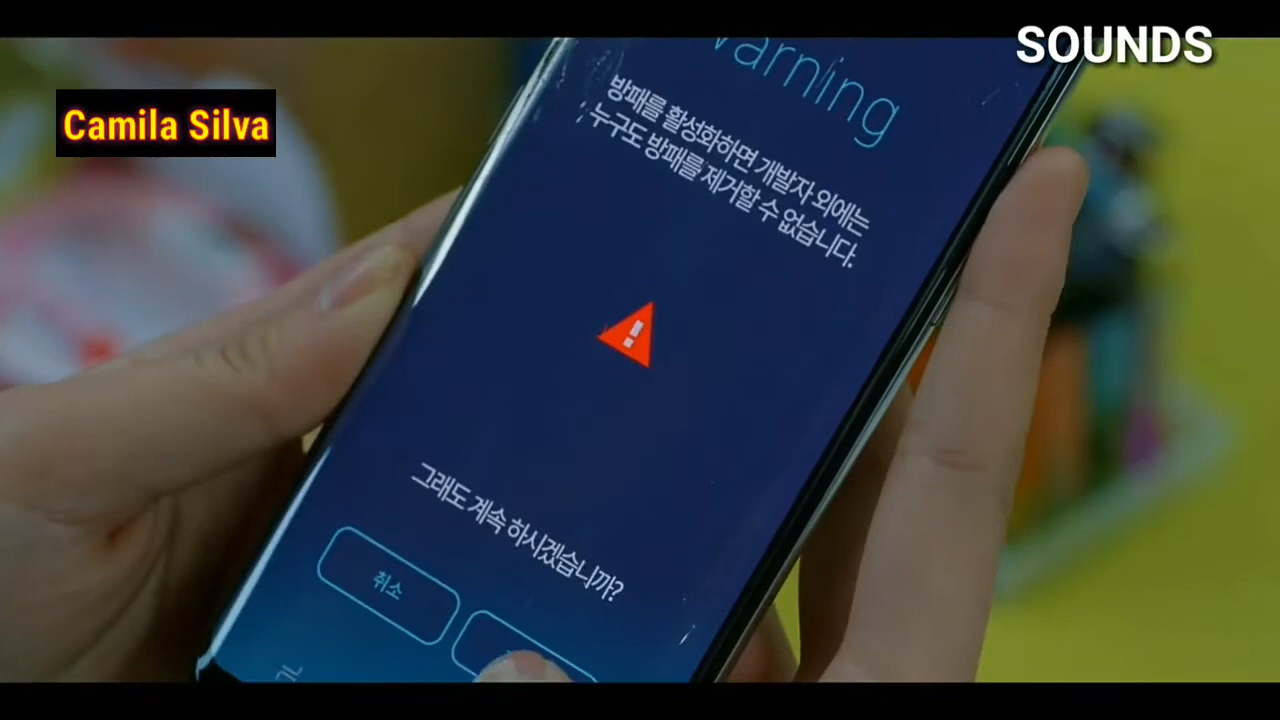 SOUNDS
Camila Silva
Warning
방패를 활성화하면 개발자 외에는
누구도 방패를 제거할 수 없습니다.
그래도 계속 하시겠습니까?
취소